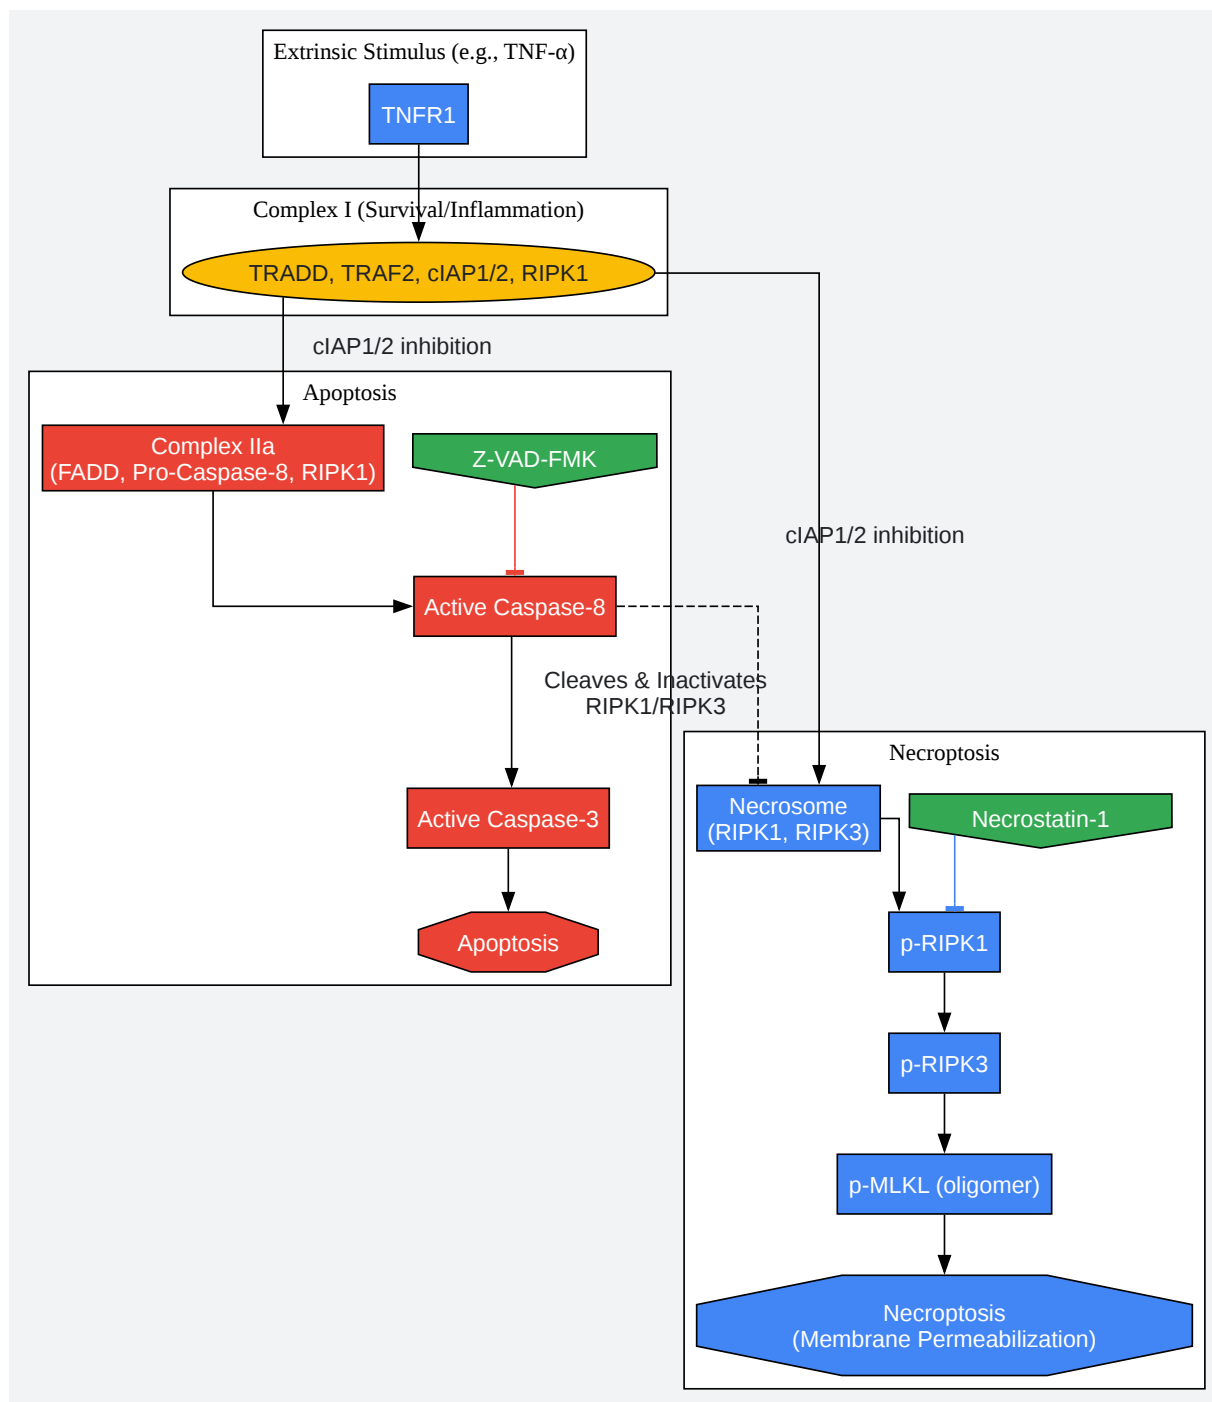 Extrinsic Stimulus (e.g., TNF-α)
TNFR1
Complex I (Survival/Inflammation)
TRADD, TRAF2, cIAP1/2, RIPK1
cIAP1/2 inhibition
Apoptosis
Complex IIa
(FADD, Pro-Caspase-8, RIPK1)
Z-VAD-FMK
cIAP1/2 inhibition
Active Caspase-8
Cleaves & Inactivates
RIPK1/RIPK3
Necroptosis
Active Caspase-3
Necrosome
(RIPK1, RIPK3)
Necrostatin-1
Apoptosis
p-RIPK1
p-RIPK3
p-MLKL (oligomer)
Necroptosis
(Membrane Permeabilization)